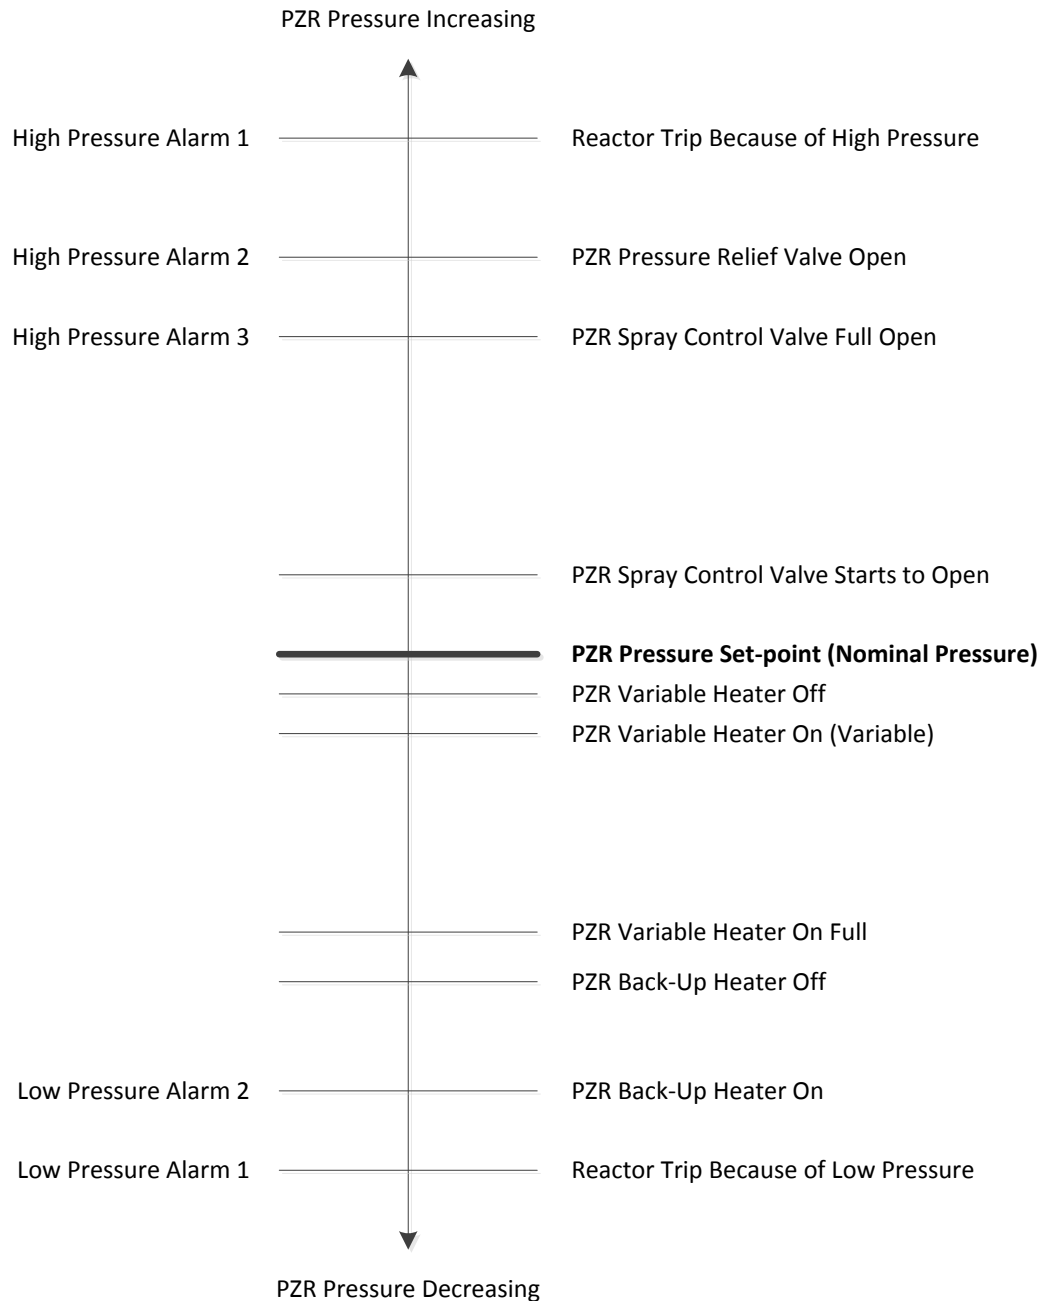 PZR Pressure Increasing
High Pressure Alarm 1 Reactor Trip Because of High Pressure
High Pressure Alarm 2 PZR Pressure Relief Valve Open
High Pressure Alarm 3 PZR Spray Control Valve Full Open
PZR Spray Control Valve Starts to Open
PZR Pressure Set-point (Nominal Pressure)
PZR Variable Heater Off
PZR Variable Heater On (Variable)
PZR Variable Heater On Full
PZR Back-Up Heater Off
Low Pressure Alarm 2 PZR Back-Up Heater On
Low Pressure Alarm 1 Reactor Trip Because of Low Pressure
PZR Pressure Decreasing